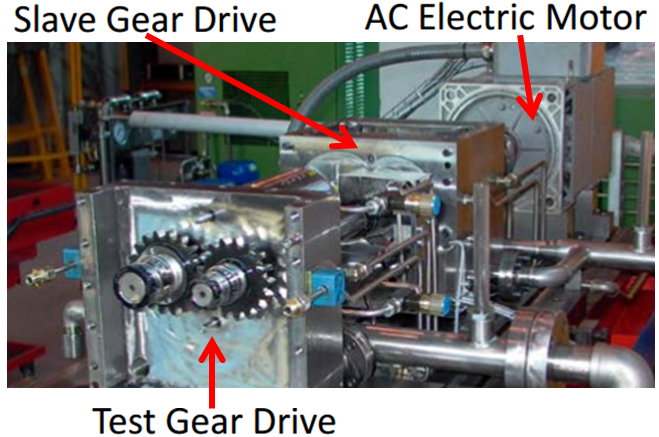 Slave Gear Drive
AC Electric Motor
Test Gear Drive